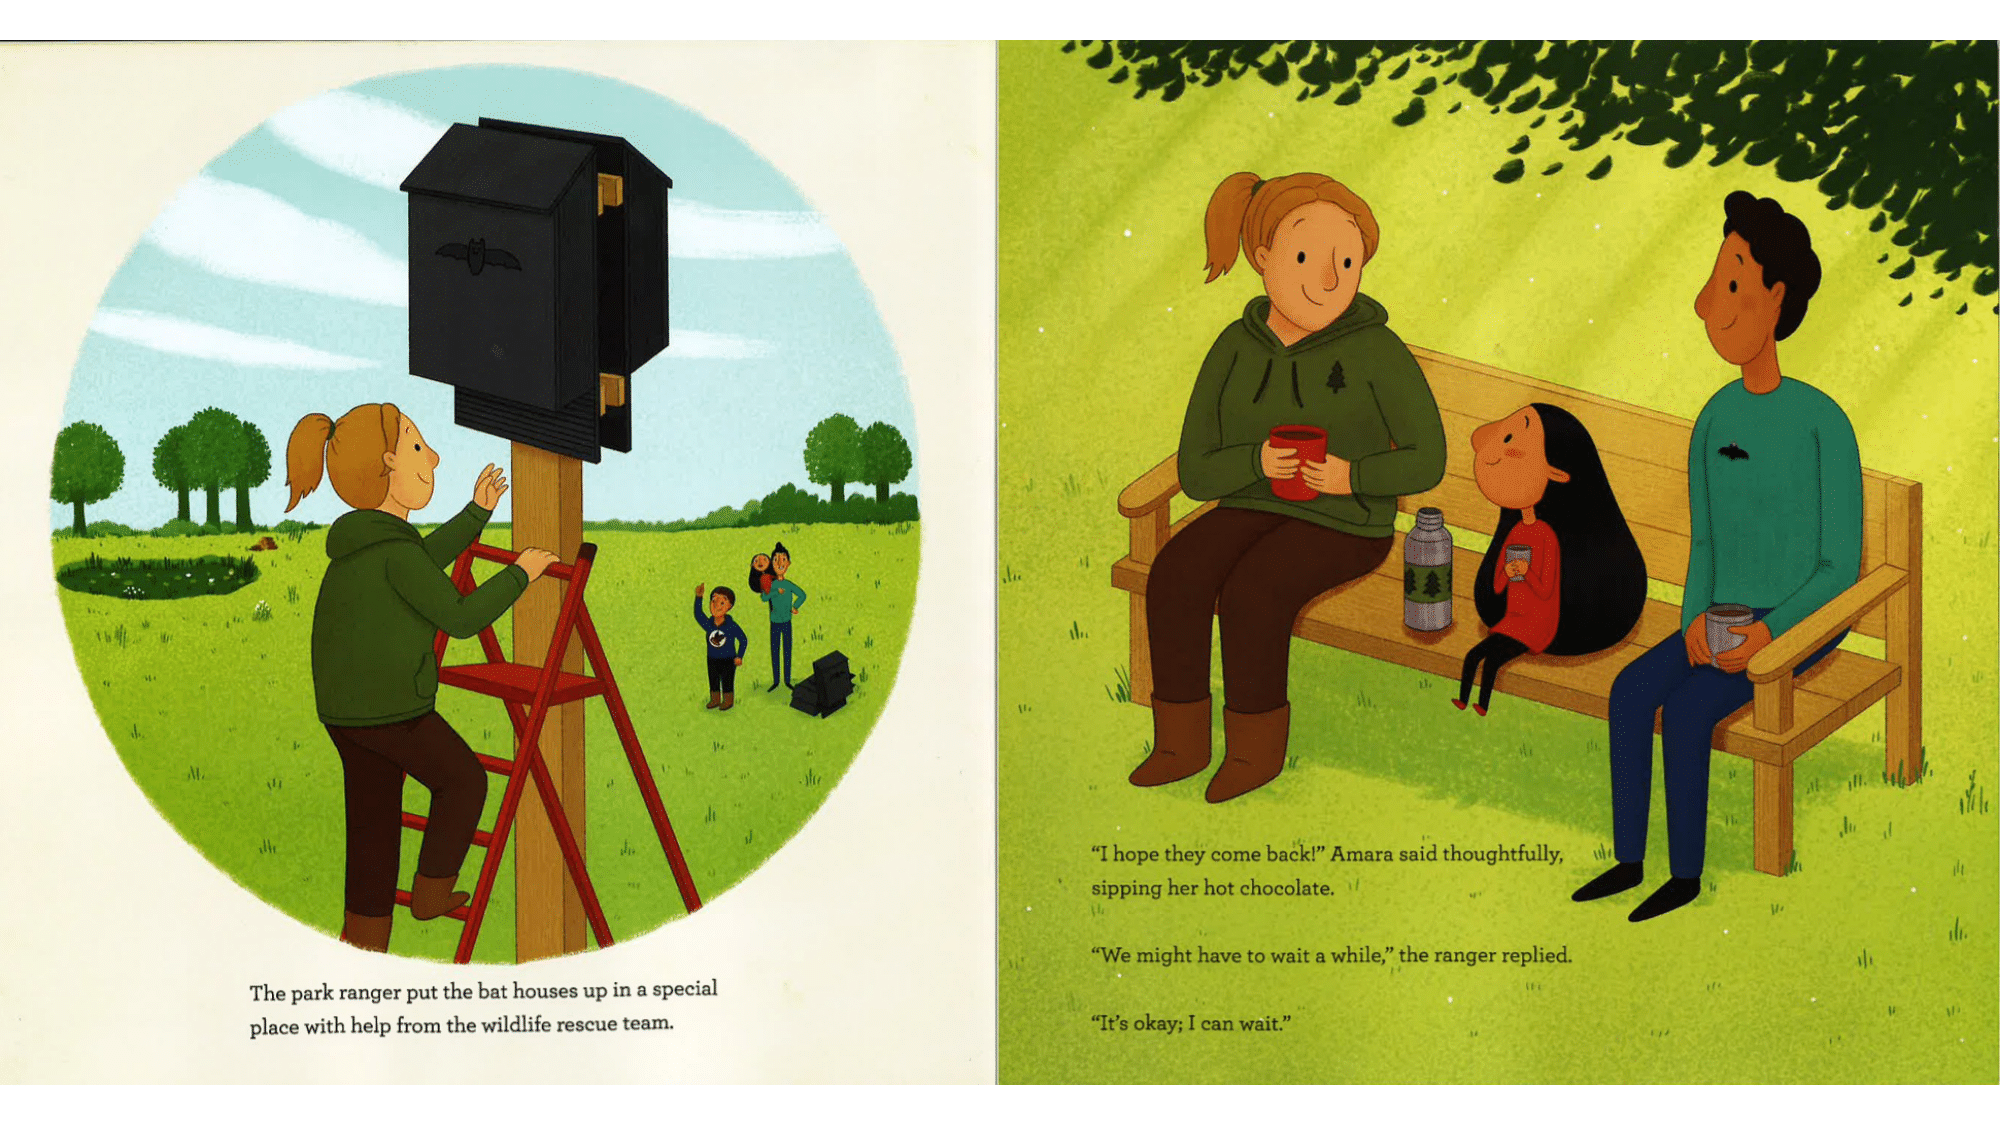 The park ranger put the bat houses up in a special
place with help from the wildlife rescue team.
“I hope they come back!” Amara said thoughtfully,
sipping her hot chocolate.
“We might have to wait a while,” the ranger replied.
“It’s okay; I can wait.”